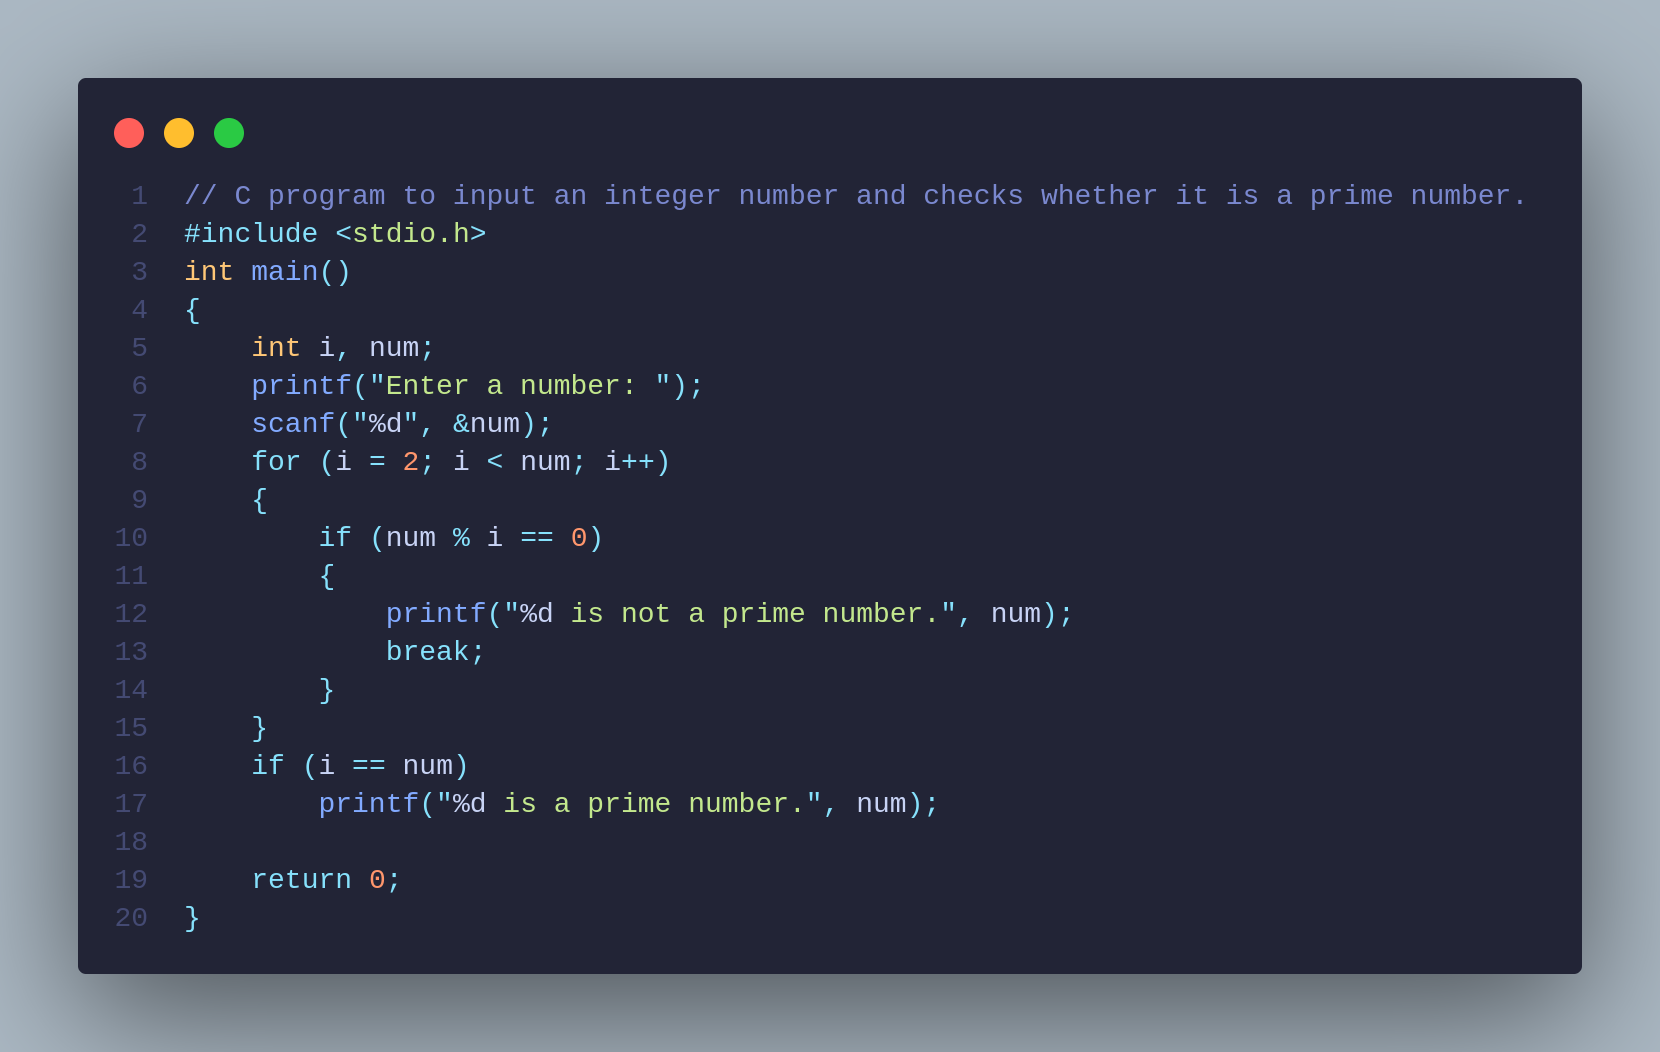 1 // C program to input an integer number and checks whether it is a prime number.
2 #include <stdio.h>
3 int main()
4 {
5     int i, num;
6     printf("Enter a number: ");
7     scanf("%d", &num);
8     for (i = 2; i < num; i++)
9     {
10         if (num % i == 0)
11         {
12             printf("%d is not a prime number.", num);
13             break;
14         }
15     }
16     if (i == num)
17         printf("%d is a prime number.", num);
18
19     return 0;
20 }